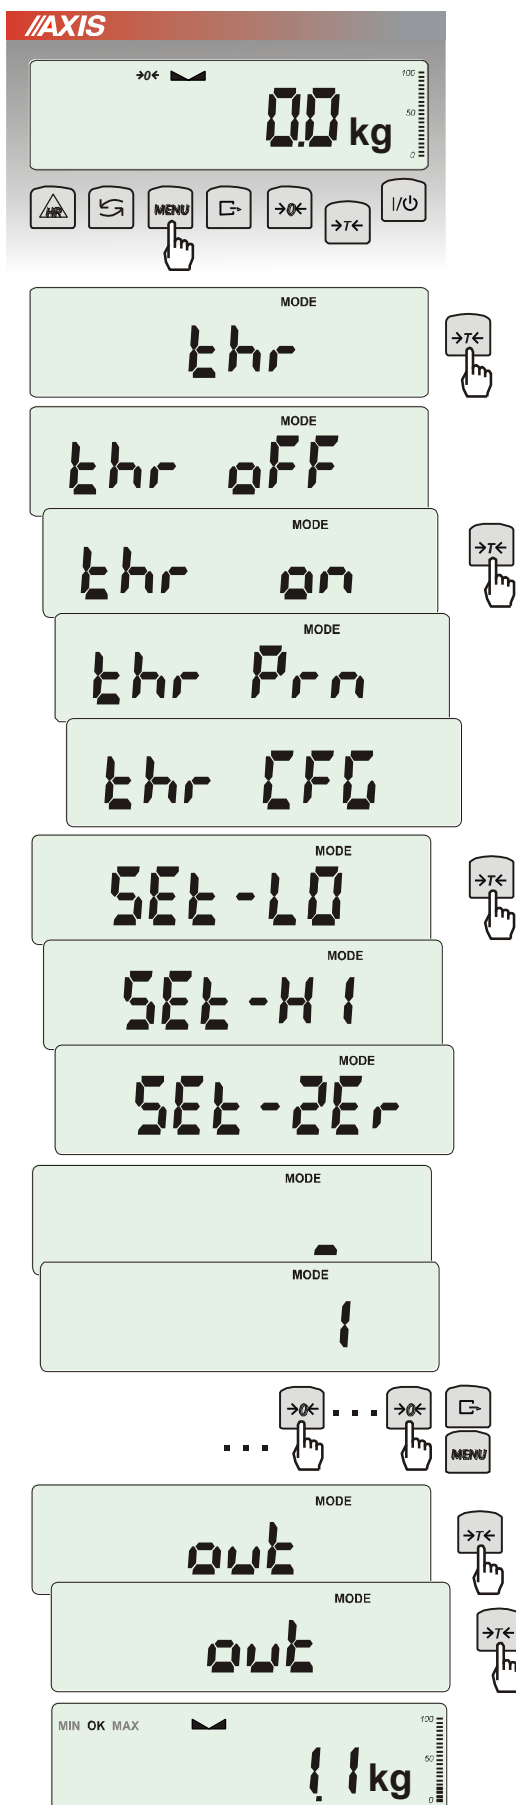 AXIS
→0←
100
50
0
0.0 kg
HR MENU →0← →T← I/⏻
MODE
thr
→T←
MODE
thr oFF
MODE
thr on
→T←
MODE
thr Prn
thr CFG
MODE
SEt-LO
→T←
MODE
SEt-HI
MODE
SEt-2Er
MODE
-
MODE
1
→0← . . . →0←
. . . MENU
MODE
out
→T←
MODE
out
→T←
MIN OK MAX
100
50
0
1.1 kg